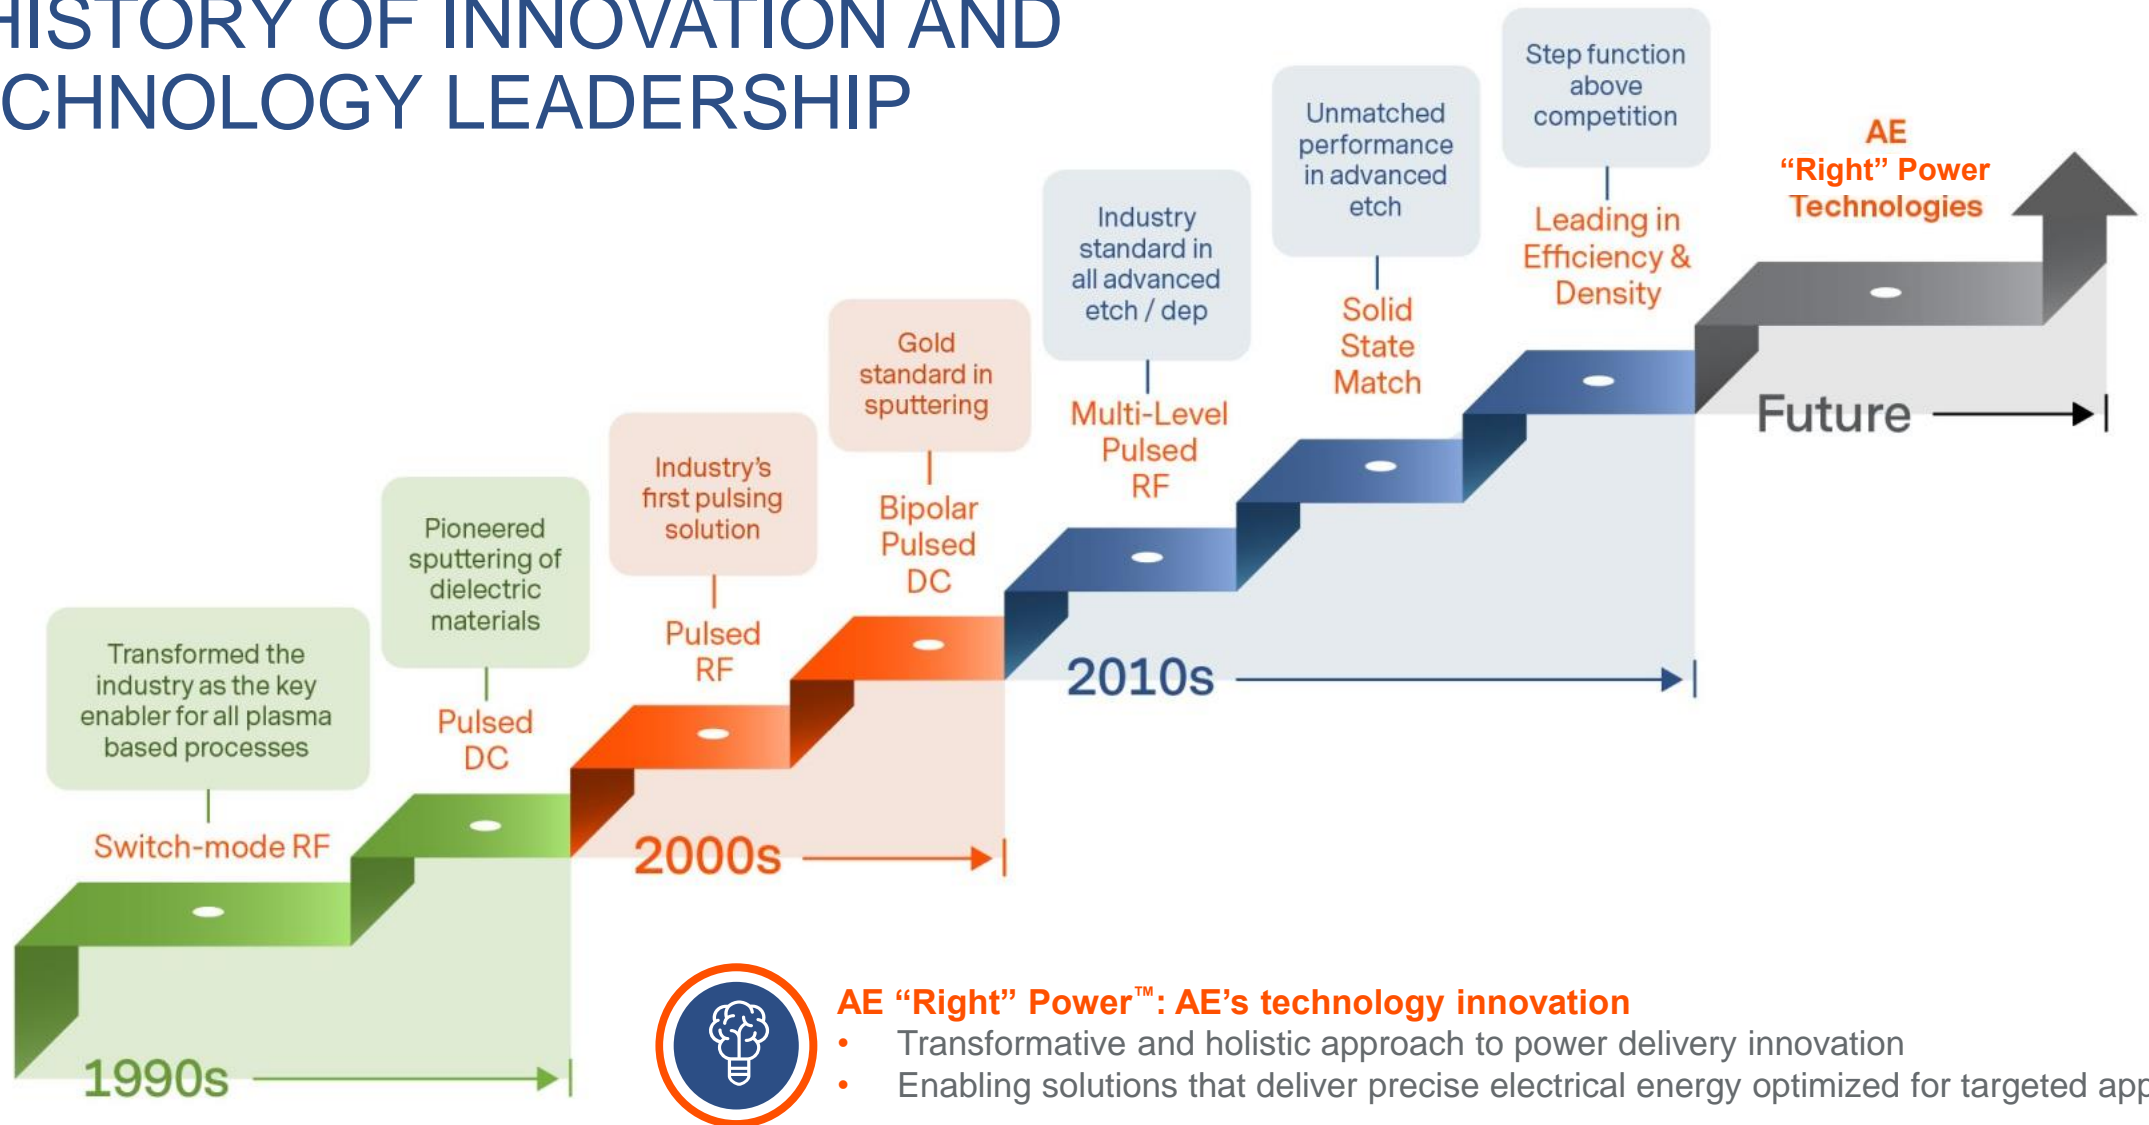 HISTORY OF INNOVATION AND
CHNOLOGY LEADERSHIP
Transformed the
industry as the key
enabler for all plasma
based processes
Switch-mode RF
Pioneered
sputtering of
dielectric
materials
Pulsed
DC
1990s
Industry's
first pulsing
solution
Pulsed
RF
Gold
standard in
sputtering
Bipolar
Pulsed
DC
2000s
Industry
standard in
all advanced
etch / dep
Multi-Level
Pulsed
RF
Unmatched
performance
in advanced
etch
Solid
State
Match
Step function
above
competition
Leading in
Efficiency &
Density
2010s
AE
“Right” Power
Technologies
Future
AE “Right” Power™: AE’s technology innovation
• Transformative and holistic approach to power delivery innovation
• Enabling solutions that deliver precise electrical energy optimized for targeted app